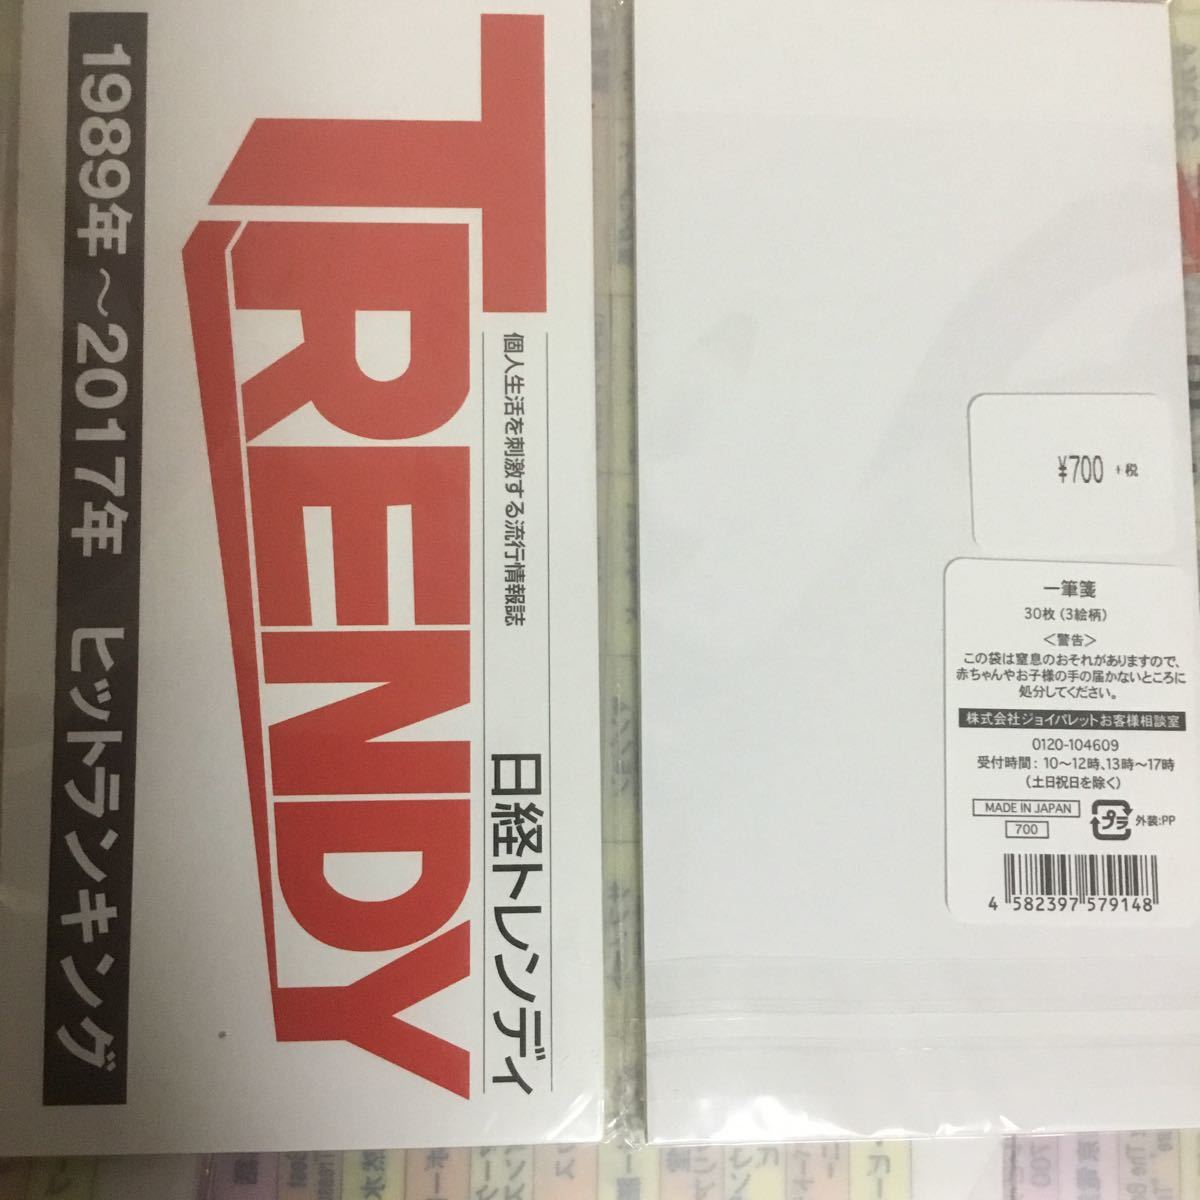 個人生活を刺激する流行情報誌
日経トレンディ
TRENDY
1989年～2017年 ヒットランキング
¥700 +税
一筆箋
30枚（3絵柄）
＜警告＞
この袋は窒息のおそれがありますので、
赤ちゃんやお子様の手の届かないところに
処分してください。
株式会社ジョイパレットお客様相談室
0120-104609
受付時間：10～12時、13時～17時
（土日祝日を除く）
MADE IN JAPAN
700
プラ
外装:PP
4 582397 579148